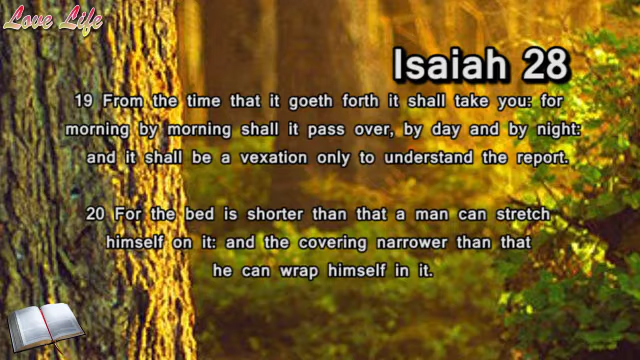 Love Life
Isaiah 28
19 From the time that it goeth forth it shall take you: for
morning by morning shall it pass over, by day and by night:
and it shall be a vexation only to understand the report.
20 For the bed is shorter than that a man can stretch
himself on it: and the covering narrower than that
he can wrap himself in it.